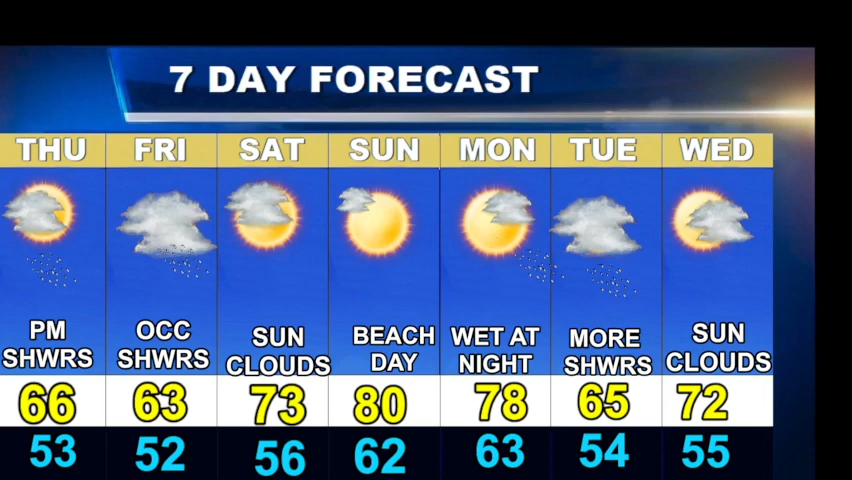 7 DAY FORECAST
THU FRI SAT SUN MON TUE WED
PM
SHWRS
OCC
SHWRS
SUN
CLOUDS
BEACH
DAY
WET AT
NIGHT
MORE
SHWRS
SUN
CLOUDS
66 63 73 80 78 65 72
53 52 56 62 63 54 55